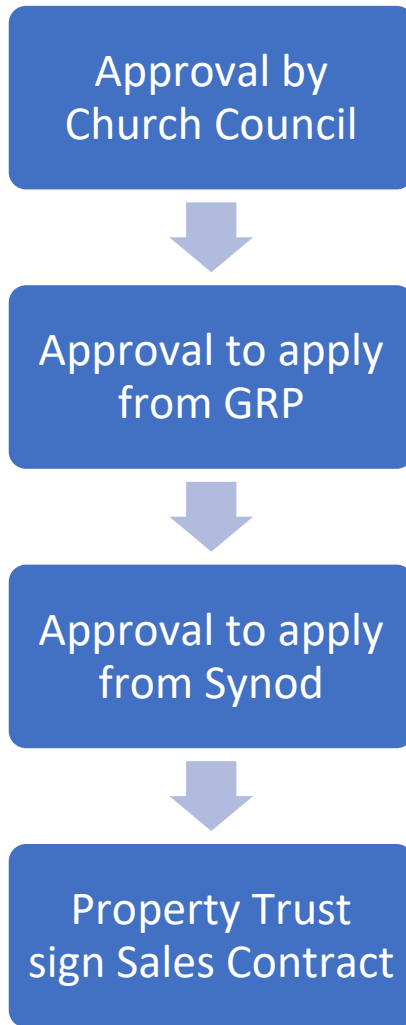 Approval by
Church Council
Approval to apply
from GRP
Approval to apply
from Synod
Property Trust
sign Sales Contract